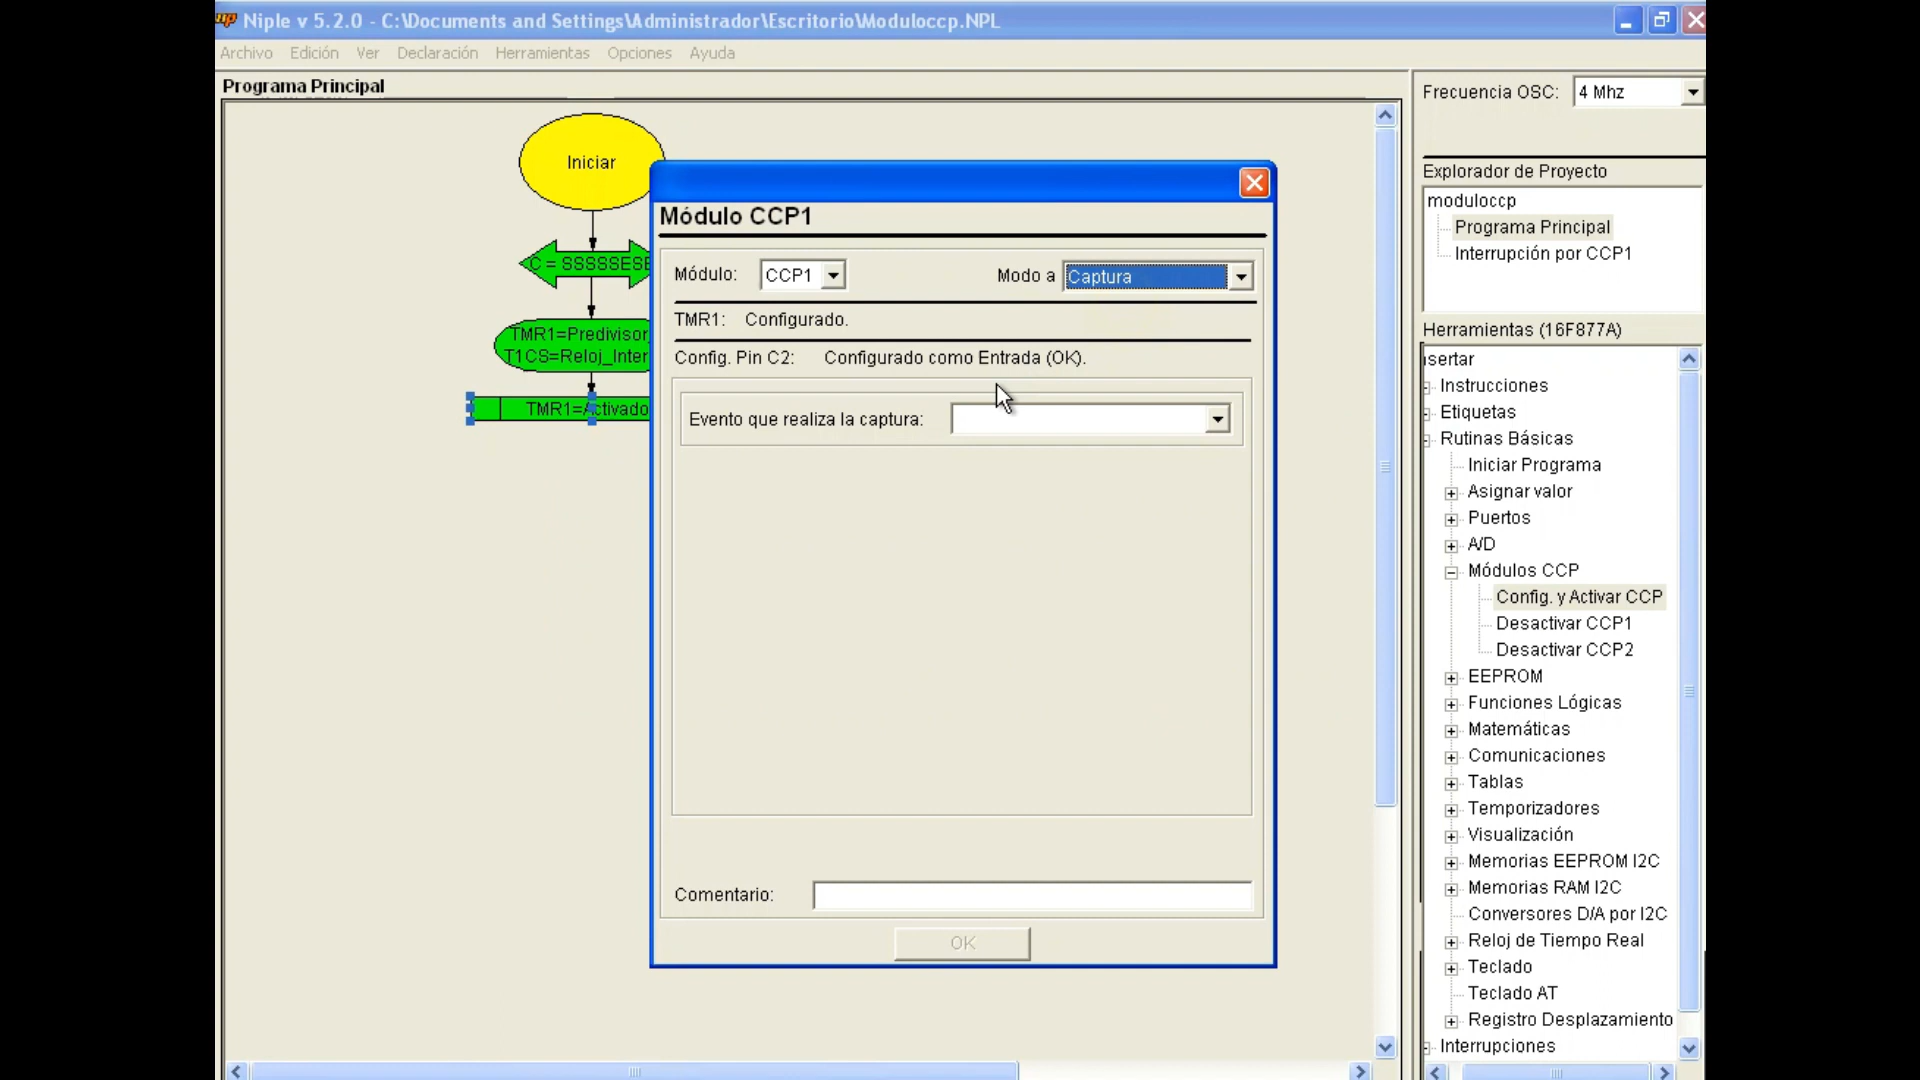 Niple v 5.2.0 - C:\Documents and Settings\Administrador\Escritorio\Moduloccp.NPL
Archivo Edición Ver Declaración Herramientas Opciones Ayuda
Programa Principal
Iniciar
C = SSSSSESE
TMR1=Predivisor
T1CS=Reloj_Inter
TMR1=Activado
Módulo CCP1
Módulo: CCP1 Modo a Captura
TMR1: Configurado.
Config. Pin C2: Configurado como Entrada (OK).
Evento que realiza la captura:
Comentario:
OK
Frecuencia OSC: 4 Mhz
Explorador de Proyecto
moduloccp
Programa Principal
Interrupción por CCP1
Herramientas (16F877A)
nsertar
Instrucciones
Etiquetas
Rutinas Básicas
Iniciar Programa
Asignar valor
Puertos
A/D
Módulos CCP
Config. y Activar CCP
Desactivar CCP1
Desactivar CCP2
EEPROM
Funciones Lógicas
Matemáticas
Comunicaciones
Tablas
Temporizadores
Visualización
Memorias EEPROM I2C
Memorias RAM I2C
Conversores D/A por I2C
Reloj de Tiempo Real
Teclado
Teclado AT
Registro Desplazamiento
Interrupciones